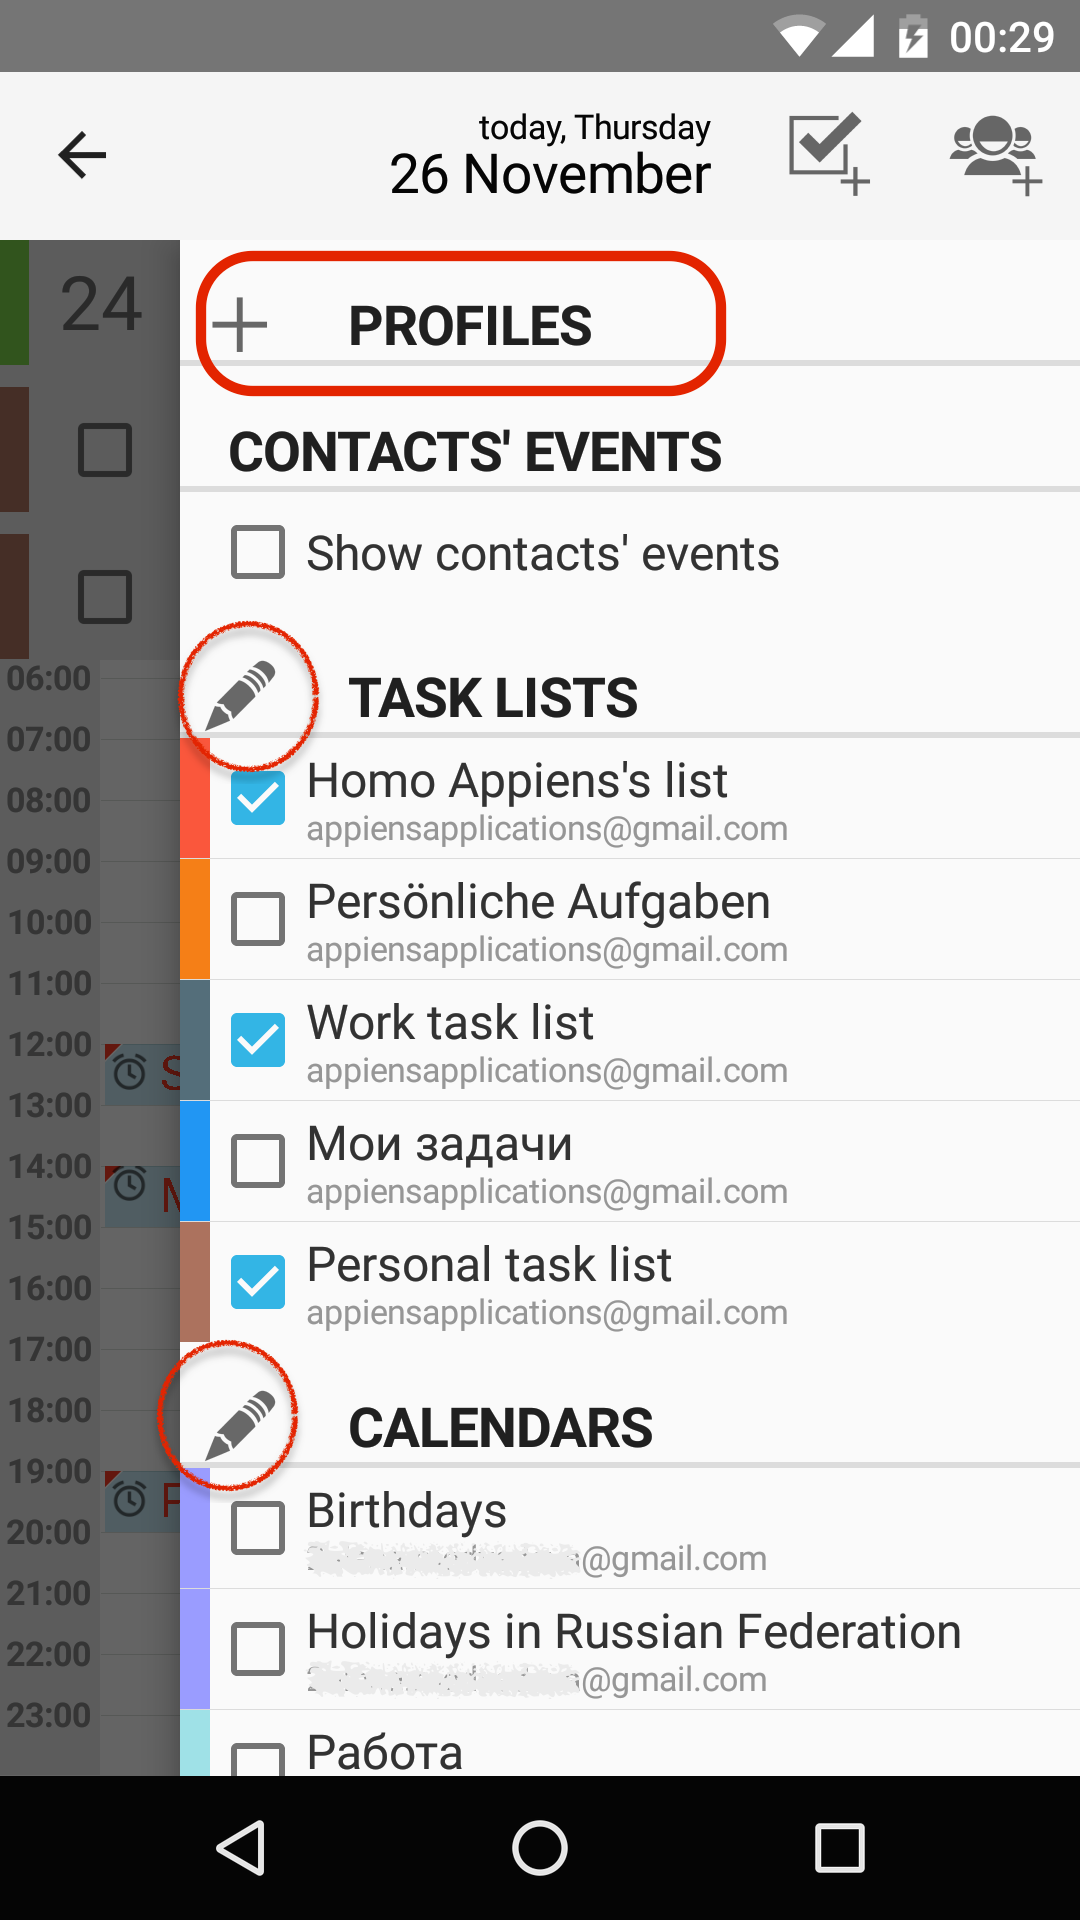 00:29
today, Thursday
26 November
24
PROFILES
CONTACTS' EVENTS
Show contacts' events
TASK LISTS
Homo Appiens's list
appiensapplications@gmail.com
Persönliche Aufgaben
appiensapplications@gmail.com
Work task list
appiensapplications@gmail.com
Мои задачи
appiensapplications@gmail.com
Personal task list
appiensapplications@gmail.com
CALENDARS
Birthdays
@gmail.com
Holidays in Russian Federation
@gmail.com
Работа
06:00
07:00
08:00
09:00
10:00
11:00
12:00
S
13:00
14:00
M
15:00
16:00
17:00
18:00
19:00
F
20:00
21:00
22:00
23:00